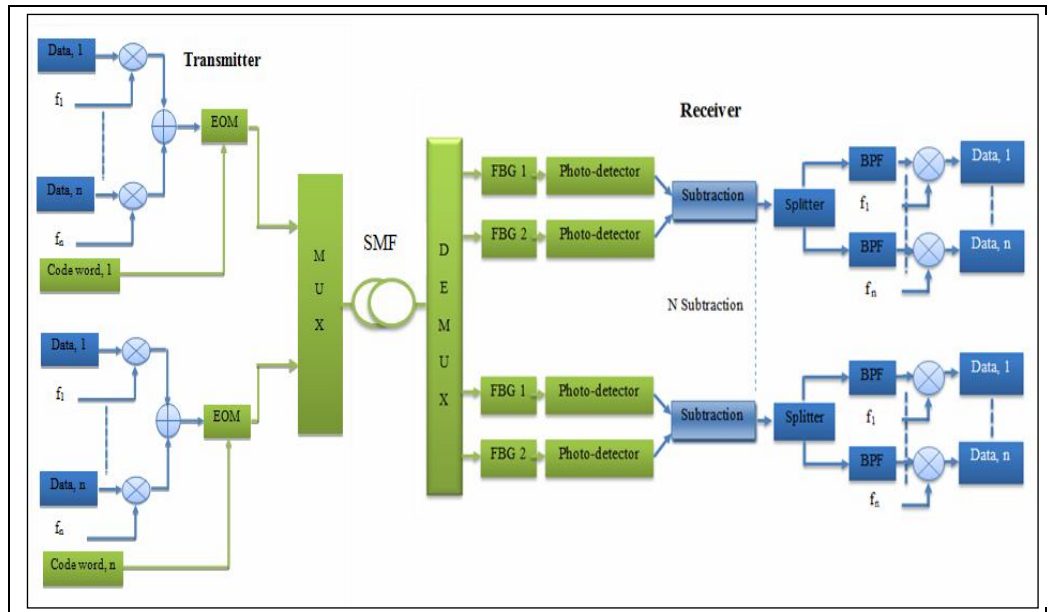 Transmitter
Data, 1
f1
EOM
Data, n
fn
Code word, 1
Data, 1
f1
EOM
Data, n
fn
Code word, n
M
U
X
SMF
D
E
M
U
X
Receiver
FBG 1
Photo-detector
FBG 2
Photo-detector
Subtraction
Splitter
BPF
f1
Data, 1
BPF
fn
Data, n
N Subtraction
FBG 1
Photo-detector
FBG 2
Photo-detector
Subtraction
Splitter
BPF
f1
Data, 1
BPF
fn
Data, n